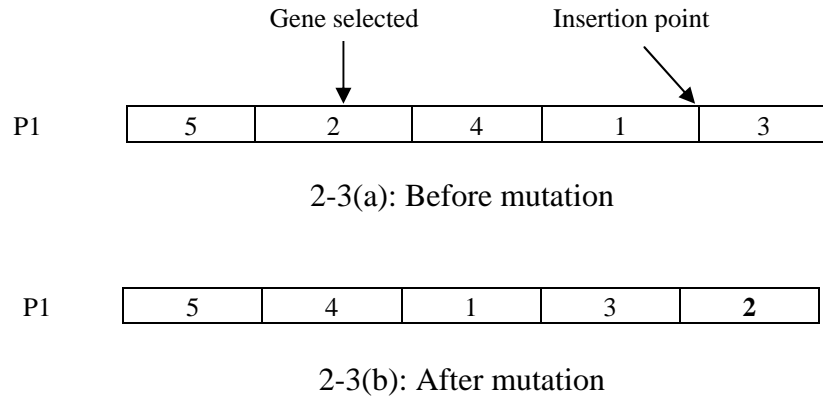 Gene selected Insertion point
P1 5 2 4 1 3
2-3(a): Before mutation
P1 5 4 1 3 2
2-3(b): After mutation